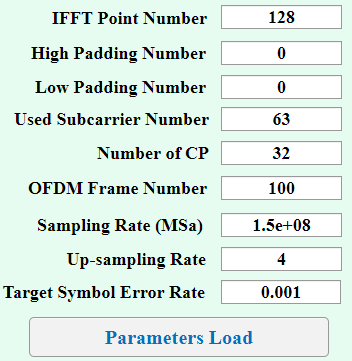 IFFT Point Number 128
High Padding Number 0
Low Padding Number 0
Used Subcarrier Number 63
Number of CP 32
OFDM Frame Number 100
Sampling Rate (MSa) 1.5e+08
Up-sampling Rate 4
Target Symbol Error Rate 0.001
Parameters Load